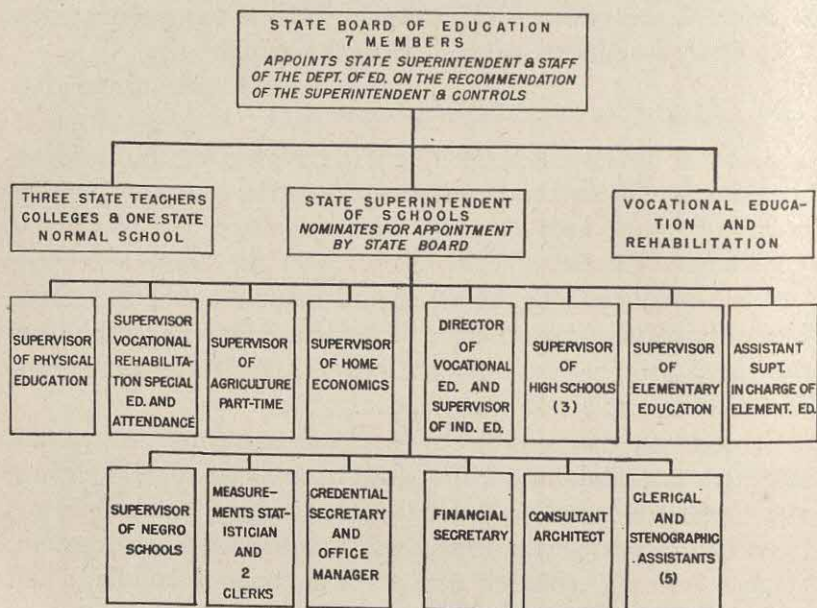 STATE BOARD OF EDUCATION
7 MEMBERS
APPOINTS STATE SUPERINTENDENT & STAFF
OF THE DEPT. OF ED. ON THE RECOMMENDATION
OF THE SUPERINTENDENT & CONTROLS
THREE STATE TEACHERS
COLLEGES & ONE STATE
NORMAL SCHOOL
STATE SUPERINTENDENT
OF SCHOOLS
NOMINATES FOR APPOINTMENT
BY STATE BOARD
VOCATIONAL EDUCA-
TION AND
REHABILITATION
SUPERVISOR
OF PHYSICAL
EDUCATION
SUPERVISOR
VOCATIONAL
REHABILITA-
TION SPECIAL
ED. AND
ATTENDANCE
SUPERVISOR
OF
AGRICULTURE
PART-TIME
SUPERVISOR
OF HOME
ECONOMICS
DIRECTOR
OF
VOCATIONAL
ED. AND
SUPERVISOR
OF IND. ED.
SUPERVISOR
OF
HIGH SCHOOLS
(3)
SUPERVISOR
OF
ELEMENTARY
EDUCATION
ASSISTANT
SUPT.
IN CHARGE OF
ELEMENT. ED.
SUPERVISOR
OF NEGRO
SCHOOLS
MEASURE-
MENTS STAT-
ISTICIAN
AND
2
CLERKS
CREDENTIAL
SECRETARY
AND
OFFICE
MANAGER
FINANCIAL
SECRETARY
CONSULTANT
ARCHITECT
CLERICAL
AND
STENOGRAPHIC
ASSISTANTS
(5)